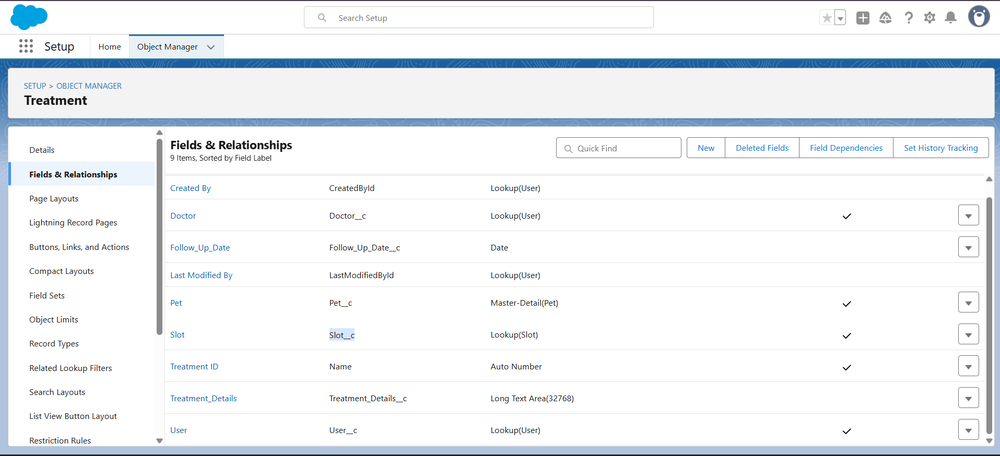 Search Setup
Setup
Home
Object Manager
SETUP > OBJECT MANAGER
Treatment
Details
Fields & Relationships
Page Layouts
Lightning Record Pages
Buttons, Links, and Actions
Compact Layouts
Field Sets
Object Limits
Record Types
Related Lookup Filters
Search Layouts
List View Button Layout
Restriction Rules
Fields & Relationships
9 Items, Sorted by Field Label
Quick Find
New
Deleted Fields
Field Dependencies
Set History Tracking
Created By CreatedById Lookup(User)
Doctor Doctor__c Lookup(User)
Follow_Up_Date Follow_Up_Date__c Date
Last Modified By LastModifiedById Lookup(User)
Pet Pet__c Master-Detail(Pet)
Slot Slot__c Lookup(Slot)
Treatment ID Name Auto Number
Treatment_Details Treatment_Details__c Long Text Area(32768)
User User__c Lookup(User)